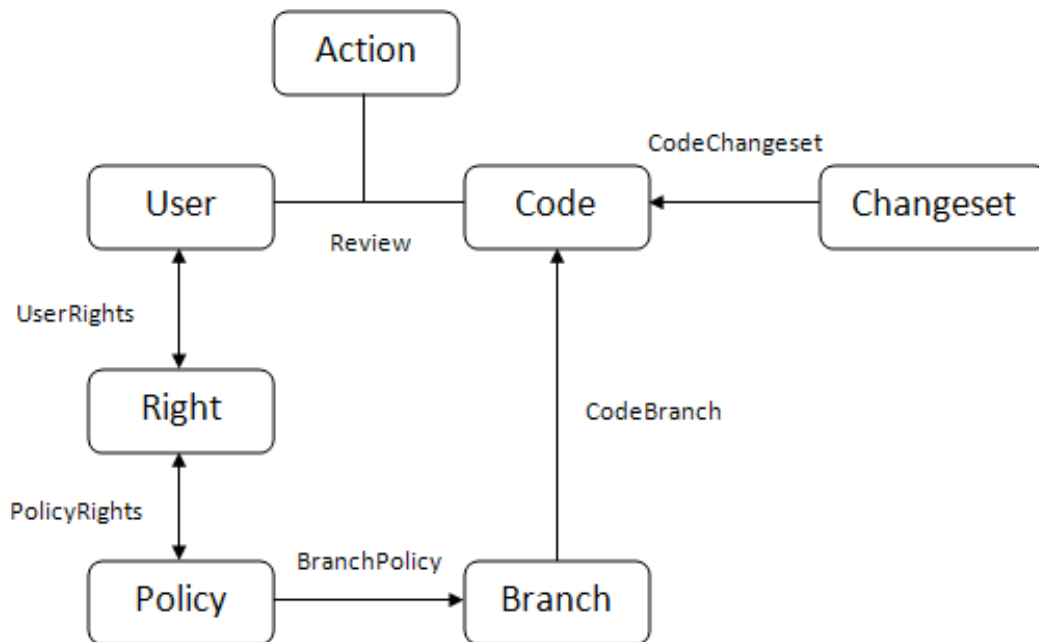 Action
CodeChangeset
User
Code
Changeset
Review
UserRights
Right
CodeBranch
PolicyRights
BranchPolicy
Policy
Branch